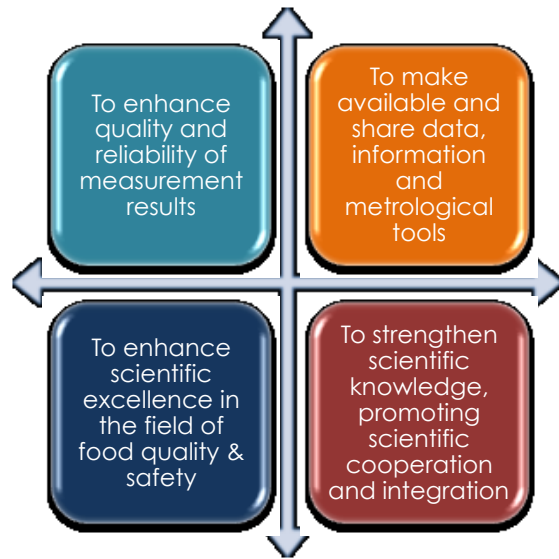 To enhance
quality and
reliability of
measurement
results
To make
available and
share data,
information
and
metrological
tools
To enhance
scientific
excellence in
the field of
food quality &
safety
To strengthen
scientific
knowledge,
promoting
scientific
cooperation
and integration